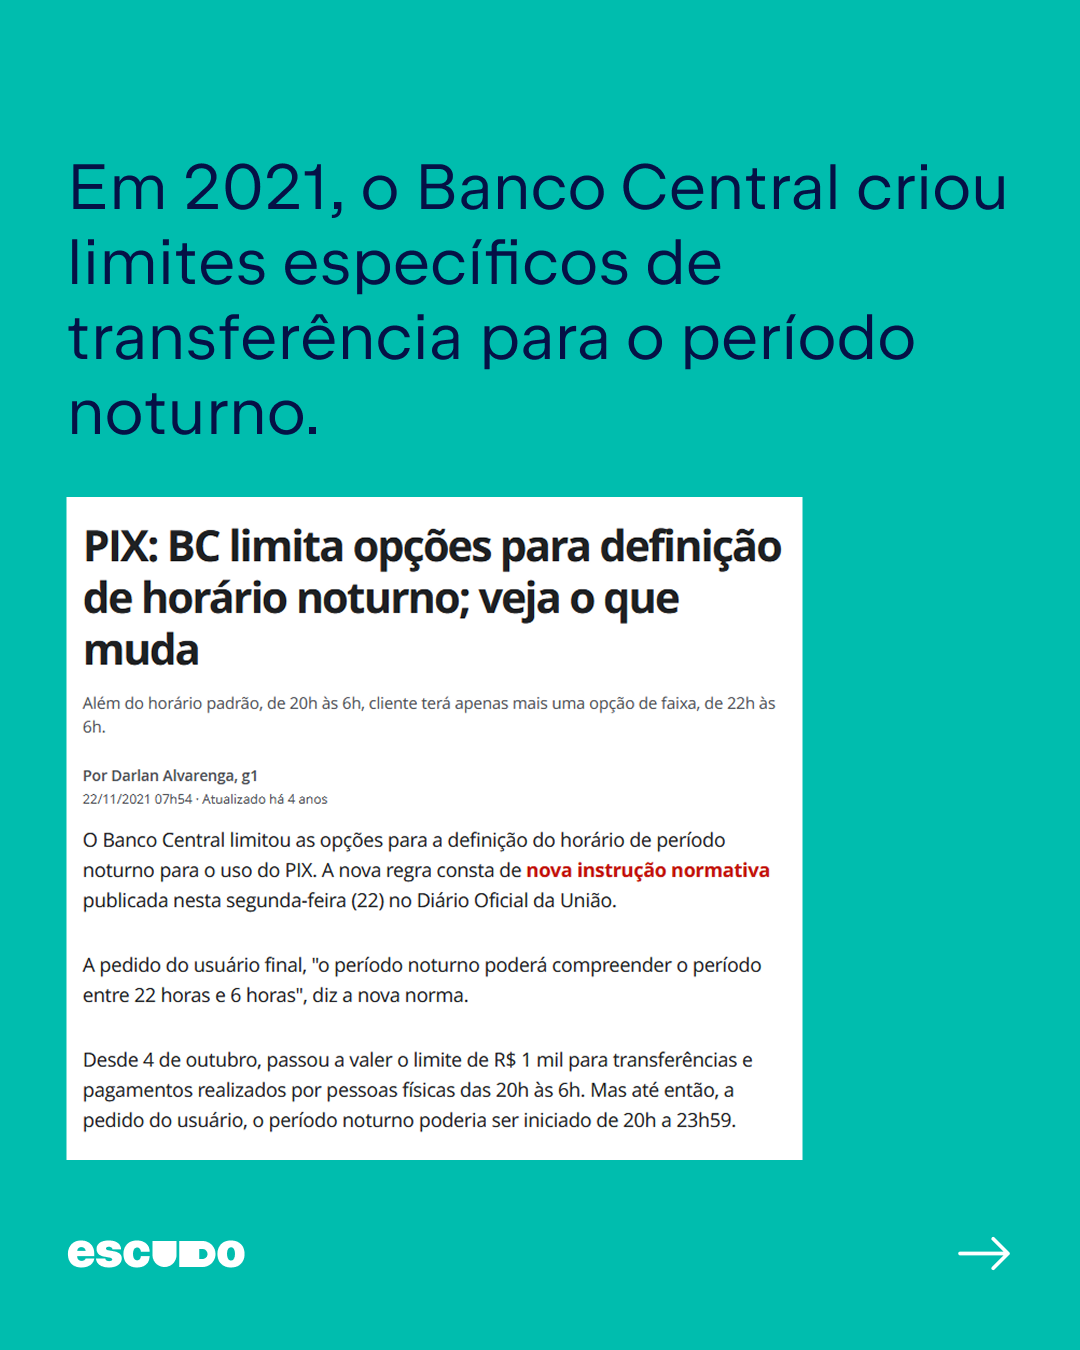 Em 2021, o Banco Central criou
limites específicos de
transferência para o período
noturno.
PIX: BC limita opções para definição
de horário noturno; veja o que
muda
Além do horário padrão, de 20h às 6h, cliente terá apenas mais uma opção de faixa, de 22h às
6h.
Por Darlan Alvarenga, g1
22/11/2021 07h54 · Atualizado há 4 anos
O Banco Central limitou as opções para a definição do horário de período
noturno para o uso do PIX. A nova regra consta de nova instrução normativa
publicada nesta segunda-feira (22) no Diário Oficial da União.
A pedido do usuário final, "o período noturno poderá compreender o período
entre 22 horas e 6 horas", diz a nova norma.
Desde 4 de outubro, passou a valer o limite de R$ 1 mil para transferências e
pagamentos realizados por pessoas físicas das 20h às 6h. Mas até então, a
pedido do usuário, o período noturno poderia ser iniciado de 20h a 23h59.
escudo